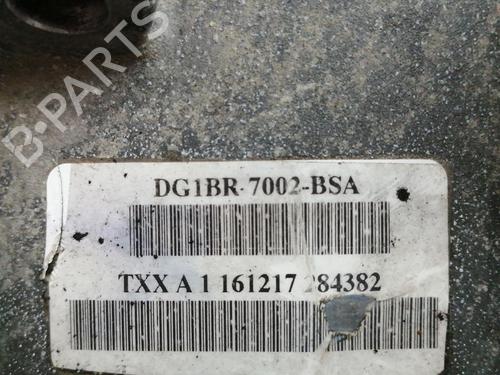 B-PARTS
DG1BR-7002-BSA
TXX A 1 161217 284382